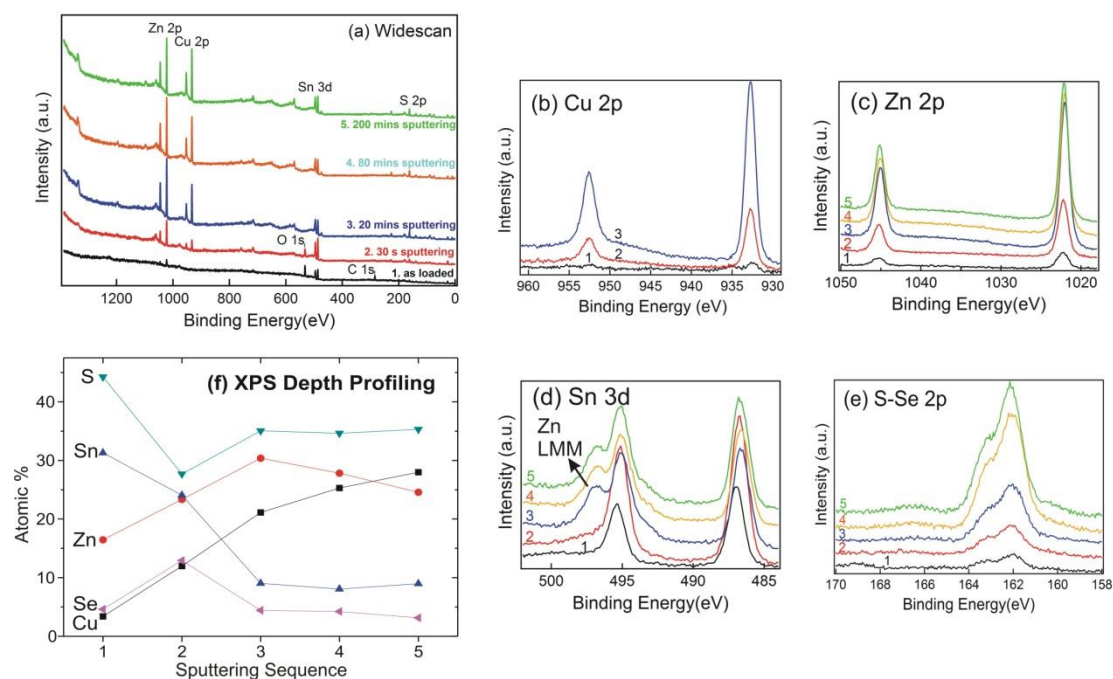 (a) Widescan
Zn 2p
Cu 2p
Sn 3d
S 2p
5. 200 mins sputtering
4. 80 mins sputtering
3. 20 mins sputtering
O 1s
2. 30 s sputtering
C 1s
1. as loaded
Intensity (a.u.)
1200 1000 800 600 400 200 0
Binding Energy(eV)
(b) Cu 2p
3
1
2
Intensity (a.u.)
960 955 950 945 940 935 930
Binding Energy(eV)
(c) Zn 2p
5
4
3
2
1
Intensity (a.u.)
1050 1040 1030 1020
Binding Energy(eV)
(f) XPS Depth Profiling
S
Sn
Zn
Se
Cu
Atomic %
40
30
20
10
0
1 2 3 4 5
Sputtering Sequence
(d) Sn 3d
Zn
LMM
5
4
3
2
1
Intensity (a.u.)
500 495 490 485
Binding Energy(eV)
(e) S-Se 2p
5
4
3
2
1
Intensity (a.u.)
170 168 166 164 162 160 158
Binding Energy(eV)